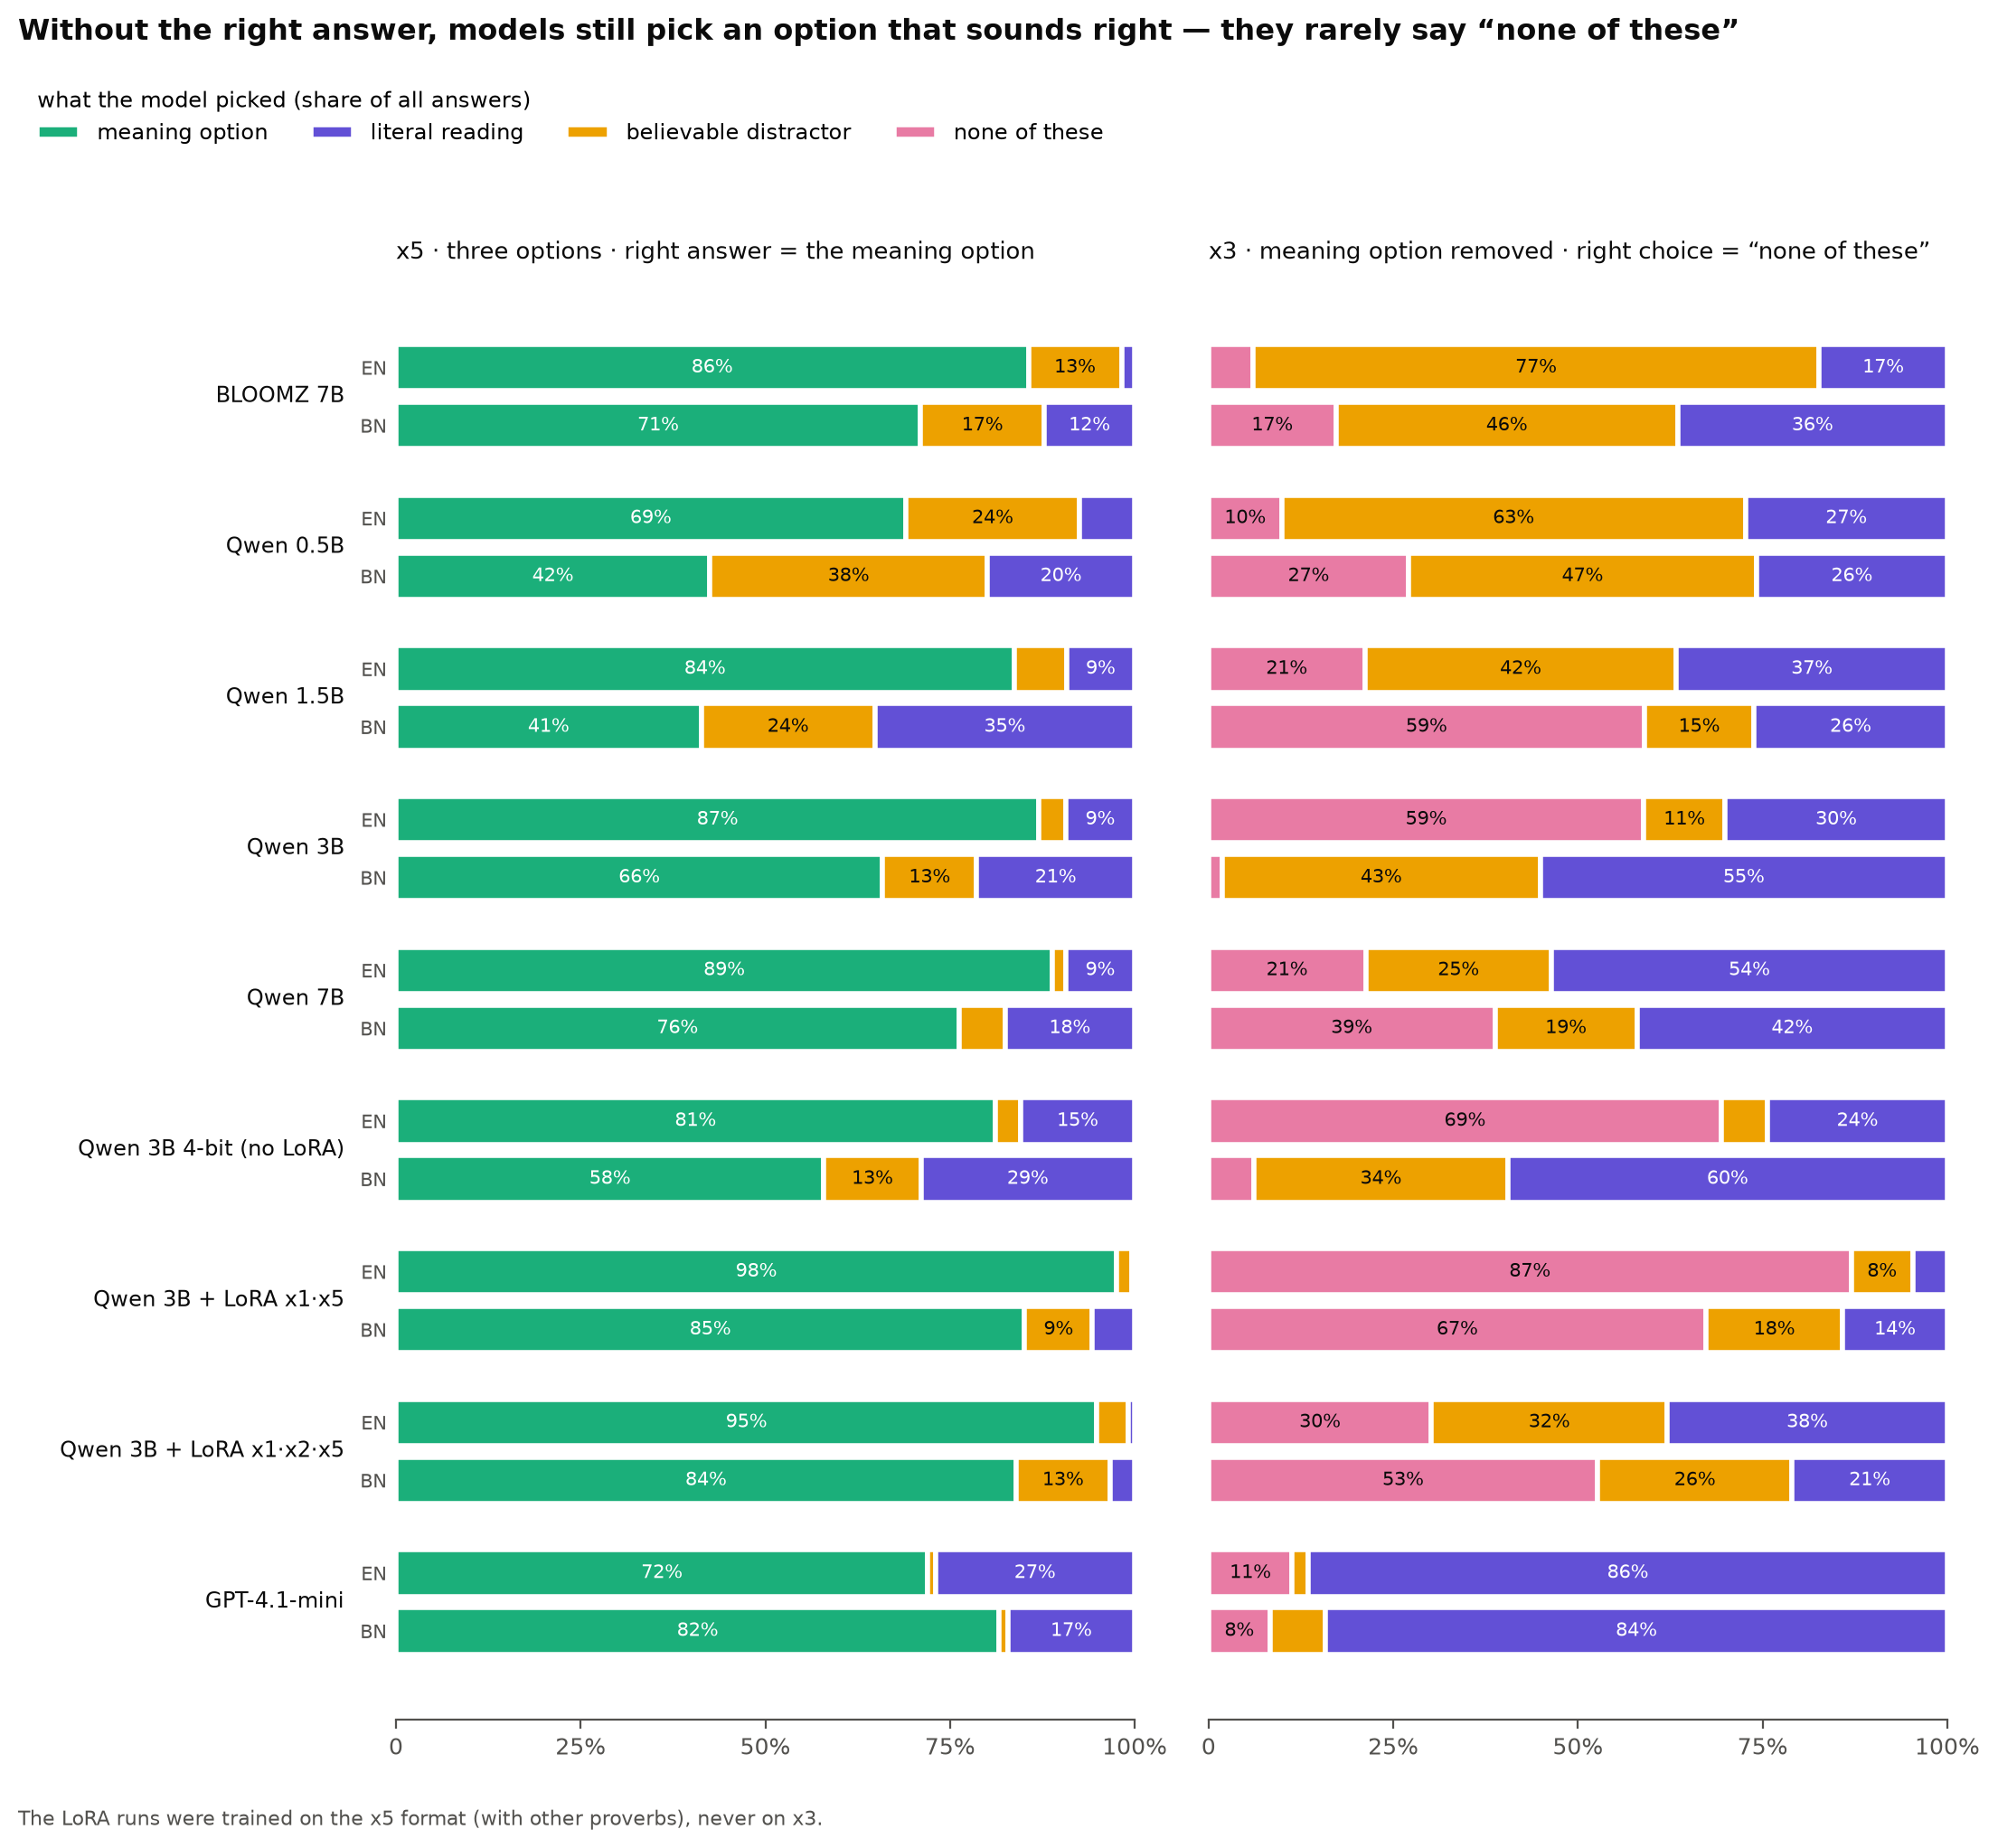 Without the right answer, models still pick an option that sounds right — they rarely say “none of these”
what the model picked (share of all answers)
meaning option literal reading believable distractor none of these
x5 · three options · right answer = the meaning option x3 · meaning option removed · right choice = “none of these”
EN 86% 13% 77% 17%
BLOOMZ 7B
BN 71% 17% 12% 17% 46% 36%
EN 69% 24% 10% 63% 27%
Qwen 0.5B
BN 42% 38% 20% 27% 47% 26%
EN 84% 9% 21% 42% 37%
Qwen 1.5B
BN 41% 24% 35% 59% 15% 26%
EN 87% 9% 59% 11% 30%
Qwen 3B
BN 66% 13% 21% 43% 55%
EN 89% 9% 21% 25% 54%
Qwen 7B
BN 76% 18% 39% 19% 42%
EN 81% 15% 69% 24%
Qwen 3B 4-bit (no LoRA)
BN 58% 13% 29% 34% 60%
EN 98% 87% 8%
Qwen 3B + LoRA x1·x5
BN 85% 9% 67% 18% 14%
EN 95% 30% 32% 38%
Qwen 3B + LoRA x1·x2·x5
BN 84% 13% 53% 26% 21%
EN 72% 27% 11% 86%
GPT-4.1-mini
BN 82% 17% 8% 84%
0 25% 50% 75% 100% 0 25% 50% 75% 100%
The LoRA runs were trained on the x5 format (with other proverbs), never on x3.